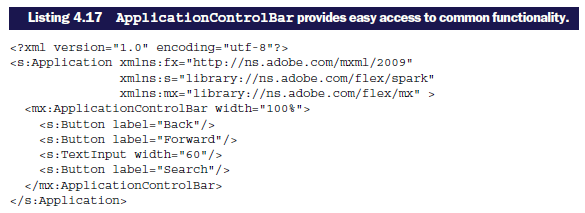 Listing 4.17 ApplicationControlBar provides easy access to common functionality.
<?xml version="1.0" encoding="utf-8"?>
<s:Application xmlns:fx="http://ns.adobe.com/mxml/2009"
xmlns:s="library://ns.adobe.com/flex/spark"
xmlns:mx="library://ns.adobe.com/flex/mx" >
<mx:ApplicationControlBar width="100%">
<s:Button label="Back"/>
<s:Button label="Forward"/>
<s:TextInput width="60"/>
<s:Button label="Search"/>
</mx:ApplicationControlBar>
</s:Application>